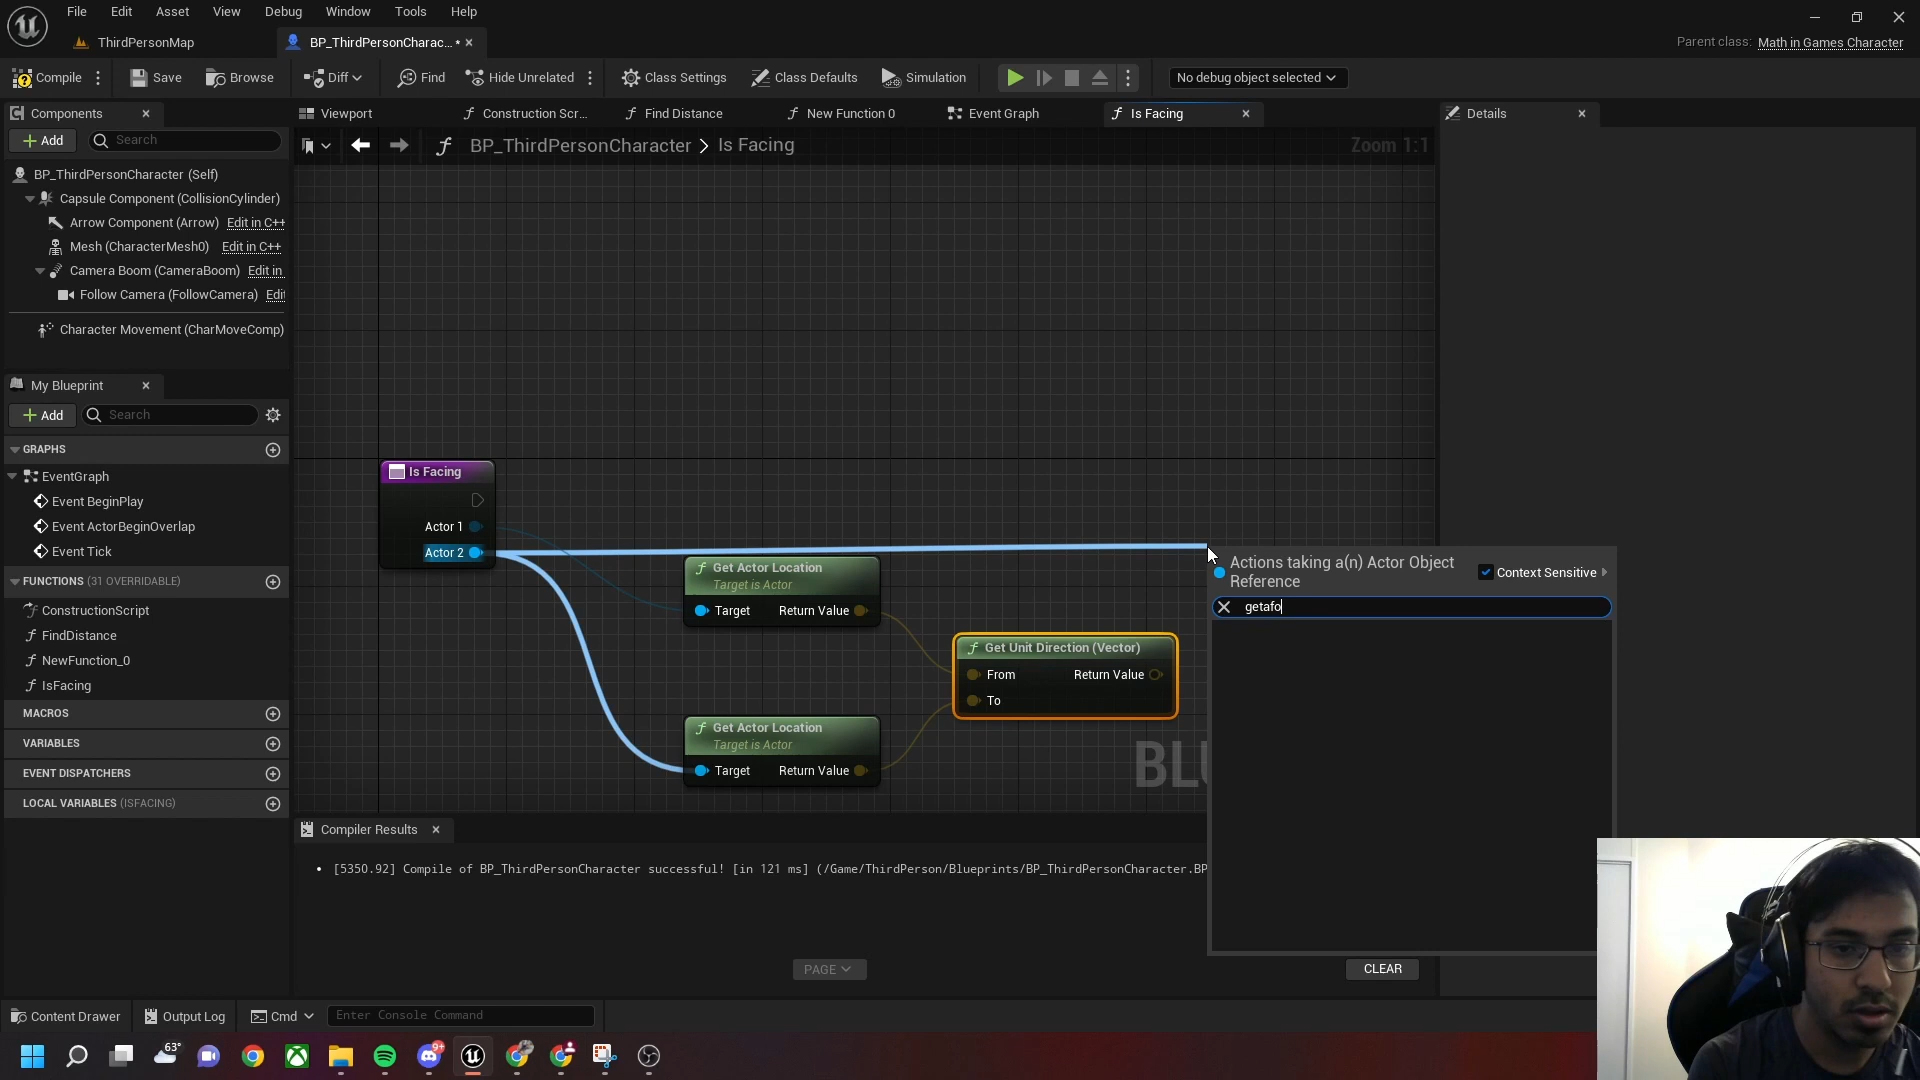 File Edit Asset View Debug Window Tools Help
ThirdPersonMap
BP_ThirdPersonCharac... *
Parent class: Math in Games Character
Compile Save Browse Diff Find Hide Unrelated Class Settings Class Defaults Simulation No debug object selected
Components
Add Search
BP_ThirdPersonCharacter (Self)
Capsule Component (CollisionCylinder)
Arrow Component (Arrow) Edit in C++
Mesh (CharacterMesh0) Edit in C++
Camera Boom (CameraBoom) Edit in
Follow Camera (FollowCamera) Edit
Character Movement (CharMoveComp)
My Blueprint
Add Search
GRAPHS
EventGraph
Event BeginPlay
Event ActorBeginOverlap
Event Tick
FUNCTIONS (31 OVERRIDABLE)
ConstructionScript
FindDistance
NewFunction_0
IsFacing
MACROS
VARIABLES
EVENT DISPATCHERS
LOCAL VARIABLES (ISFACING)
Viewport Construction Scr... Find Distance New Function 0 Event Graph Is Facing
BP_ThirdPersonCharacter > Is Facing
Zoom 1:1
Is Facing
Actor 1
Actor 2
Get Actor Location
Target is Actor
Target Return Value
Get Unit Direction (Vector)
From Return Value
To
Get Actor Location
Target is Actor
Target Return Value
BLU
Actions taking a(n) Actor Object
Reference
Context Sensitive
getafo
Details
Compiler Results
[5350.92] Compile of BP_ThirdPersonCharacter successful! [in 121 ms] (/Game/ThirdPerson/Blueprints/BP_ThirdPersonCharacter.BP
PAGE
CLEAR
Content Drawer Output Log Cmd Enter Console Command
63°
9+